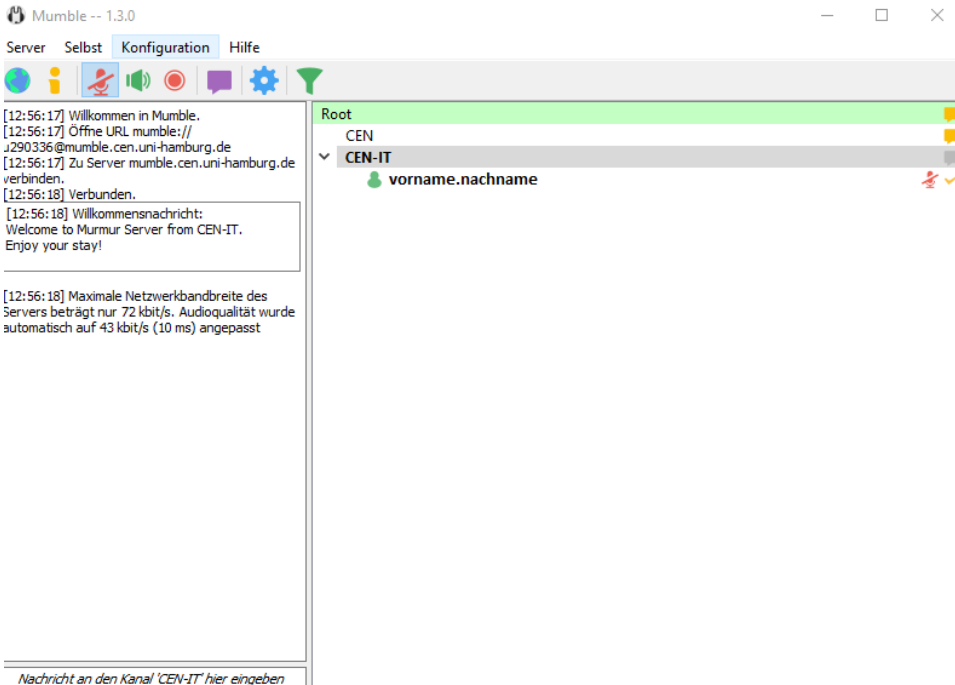 Mumble -- 1.3.0
Server Selbst Konfiguration Hilfe
[12:56:17] Willkommen in Mumble.
[12:56:17] Öffne URL mumble://
u290336@mumble.cen.uni-hamburg.de
[12:56:17] Zu Server mumble.cen.uni-hamburg.de
verbinden.
[12:56:18] Verbunden.
[12:56:18] Willkommensnachricht:
Welcome to Murmur Server from CEN-IT.
Enjoy your stay!
[12:56:18] Maximale Netzwerkbandbreite des
Servers beträgt nur 72 kbit/s. Audioqualität wurde
automatisch auf 43 kbit/s (10 ms) angepasst
Nachricht an den Kanal 'CEN-IT' hier eingeben
Root
CEN
CEN-IT
vorname.nachname